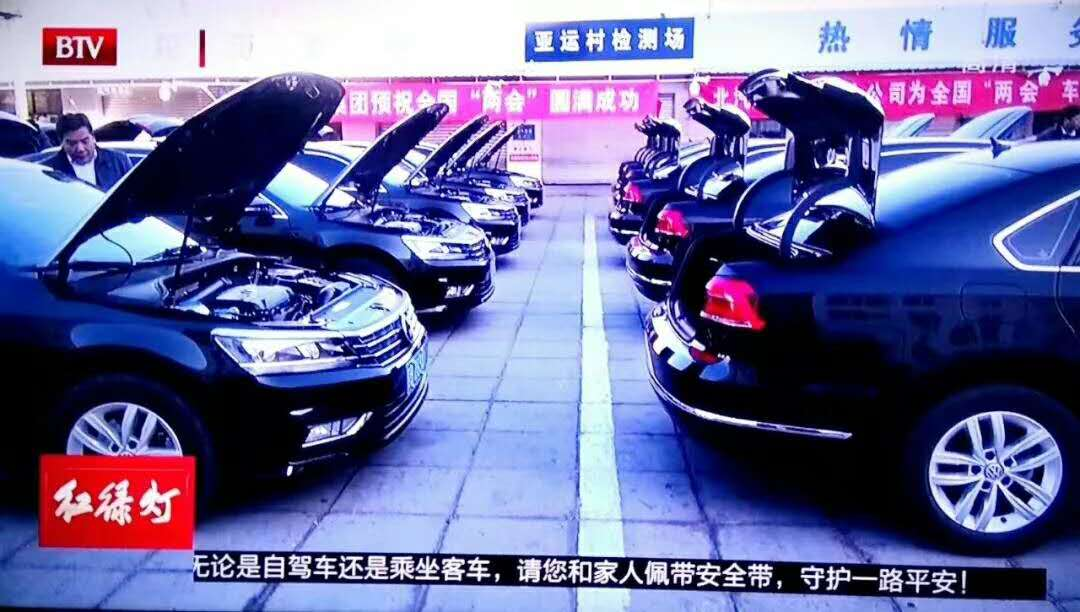 BTV
亚运村检测场
热情服务
团预祝全国“两会”圆满成功
公司为全国“两会”车
红绿灯
无论是自驾车还是乘坐客车，请您和家人佩带安全带，守护一路平安！